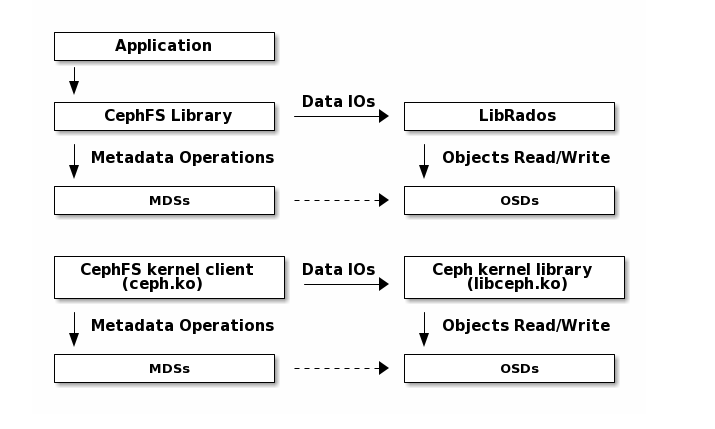 Application
Data IOs
CephFS Library
LibRados
Metadata Operations
Objects Read/Write
MDSs
OSDs
CephFS kernel client
(ceph.ko)
Data IOs
Ceph kernel library
(libceph.ko)
Metadata Operations
Objects Read/Write
MDSs
OSDs